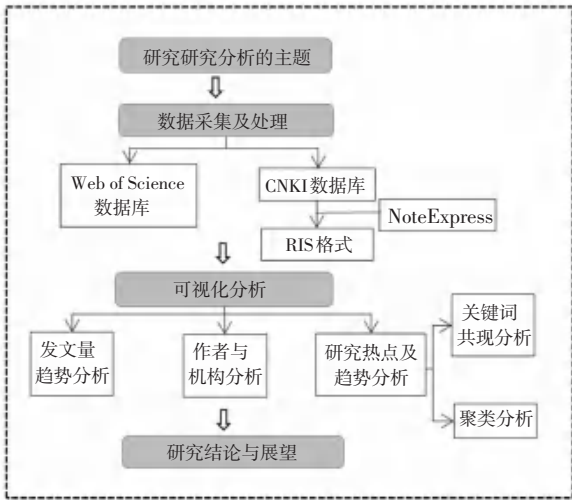 研究研究分析的主题
数据采集及处理
Web of Science
数据库
CNKI数据库
NoteExpress
RIS格式
可视化分析
发文量
趋势分析
作者与
机构分析
研究热点及
趋势分析
关键词
共现分析
聚类分析
研究结论与展望